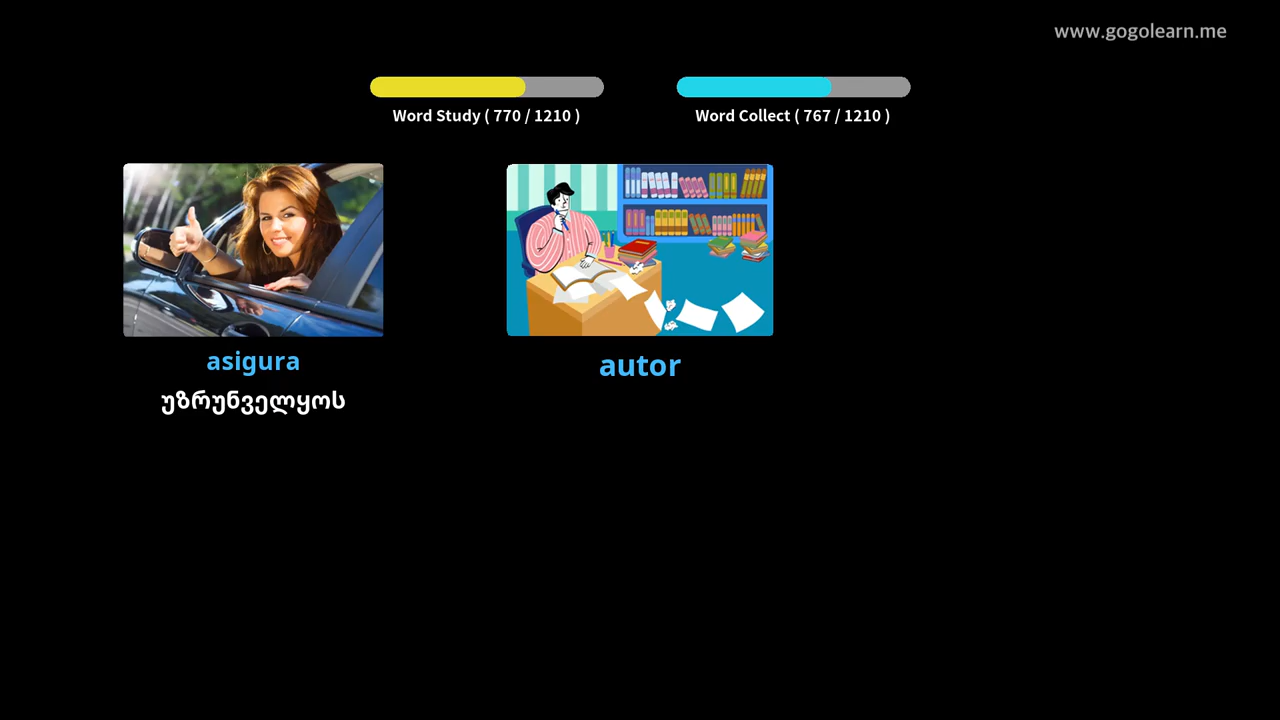 www.gogolearn.me
Word Study ( 770 / 1210 )
Word Collect ( 767 / 1210 )
asigura
უზრუნველყოს
autor